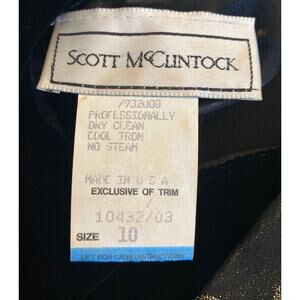 SCOTT MCCLINTOCK
/932008
PROFESSIONALLY
DRY CLEAN
COOL IRON
NO STEAM
MADE IN U S A
EXCLUSIVE OF TRIM
/
10432/03
SIZE 10
LIFT FOR CARE INSTRUCTIONS